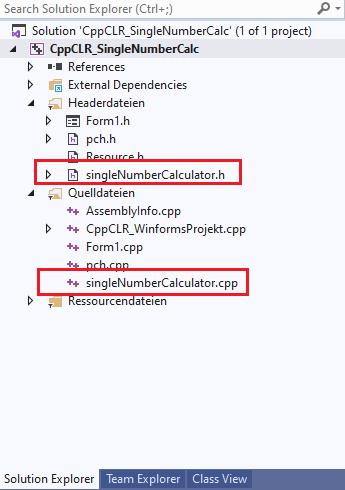 Search Solution Explorer (Ctrl+;)
Solution 'CppCLR_SingleNumberCalc' (1 of 1 project)
CppCLR_SingleNumberCalc
References
External Dependencies
Headerdateien
Form1.h
pch.h
Resource.h
singleNumberCalculator.h
Quelldateien
AssemblyInfo.cpp
CppCLR_WinformsProjekt.cpp
Form1.cpp
pch.cpp
singleNumberCalculator.cpp
Ressourcendateien
Solution Explorer Team Explorer Class View